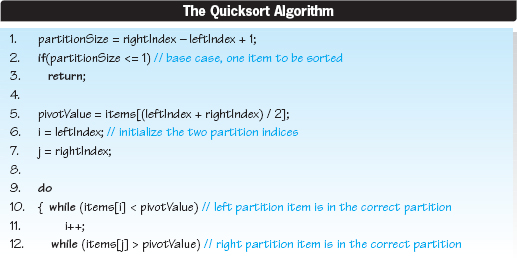 The Quicksort Algorithm
1. partitionSize = rightIndex – leftIndex + 1;
2. if(partitionSize <= 1) // base case, one item to be sorted
3. return;
4.
5. pivotValue = items[(leftIndex + rightIndex) / 2];
6. i = leftIndex; // initialize the two partition indices
7. j = rightIndex;
8.
9. do
10. { while (items[i] < pivotValue) // left partition item is in the correct partition
11. i++;
12. while (items[j] > pivotValue) // right partition item is in the correct partition